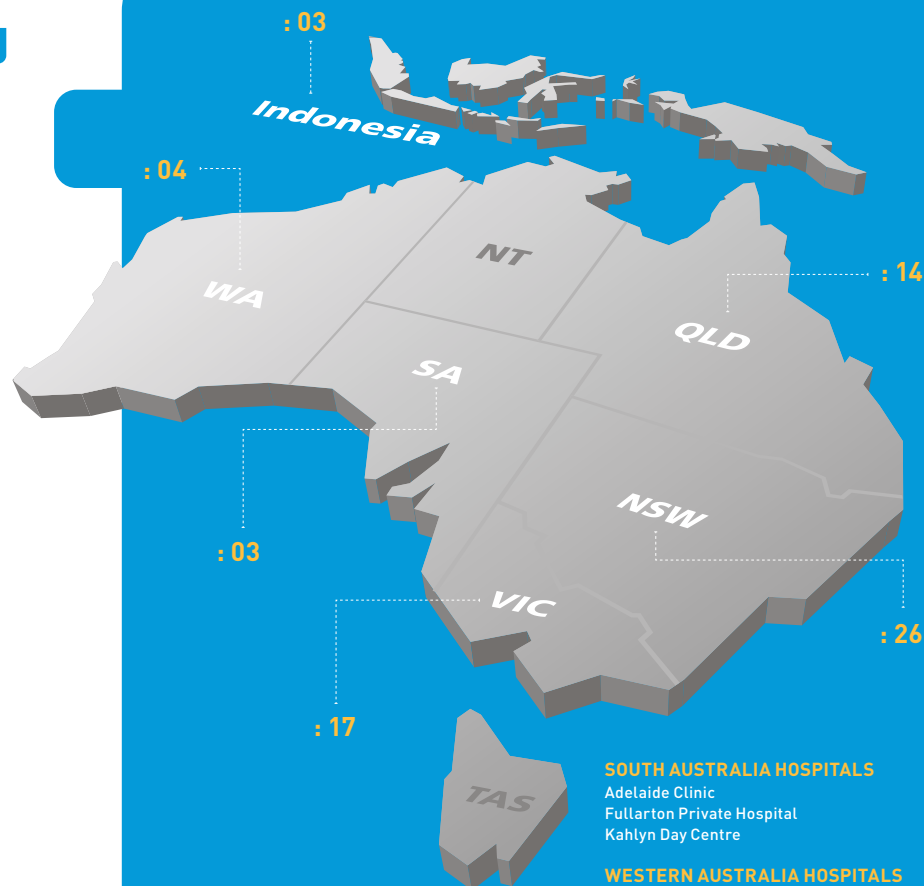 : 03
Indonesia
: 04
NT
: 14
WA
QLD
SA
NSW
: 03
VIC
: 26
: 17
SOUTH AUSTRALIA HOSPITALS
Adelaide Clinic
TAS
Fullarton Private Hospital
Kahlyn Day Centre
WESTERN AUSTRALIA HOSPITALS